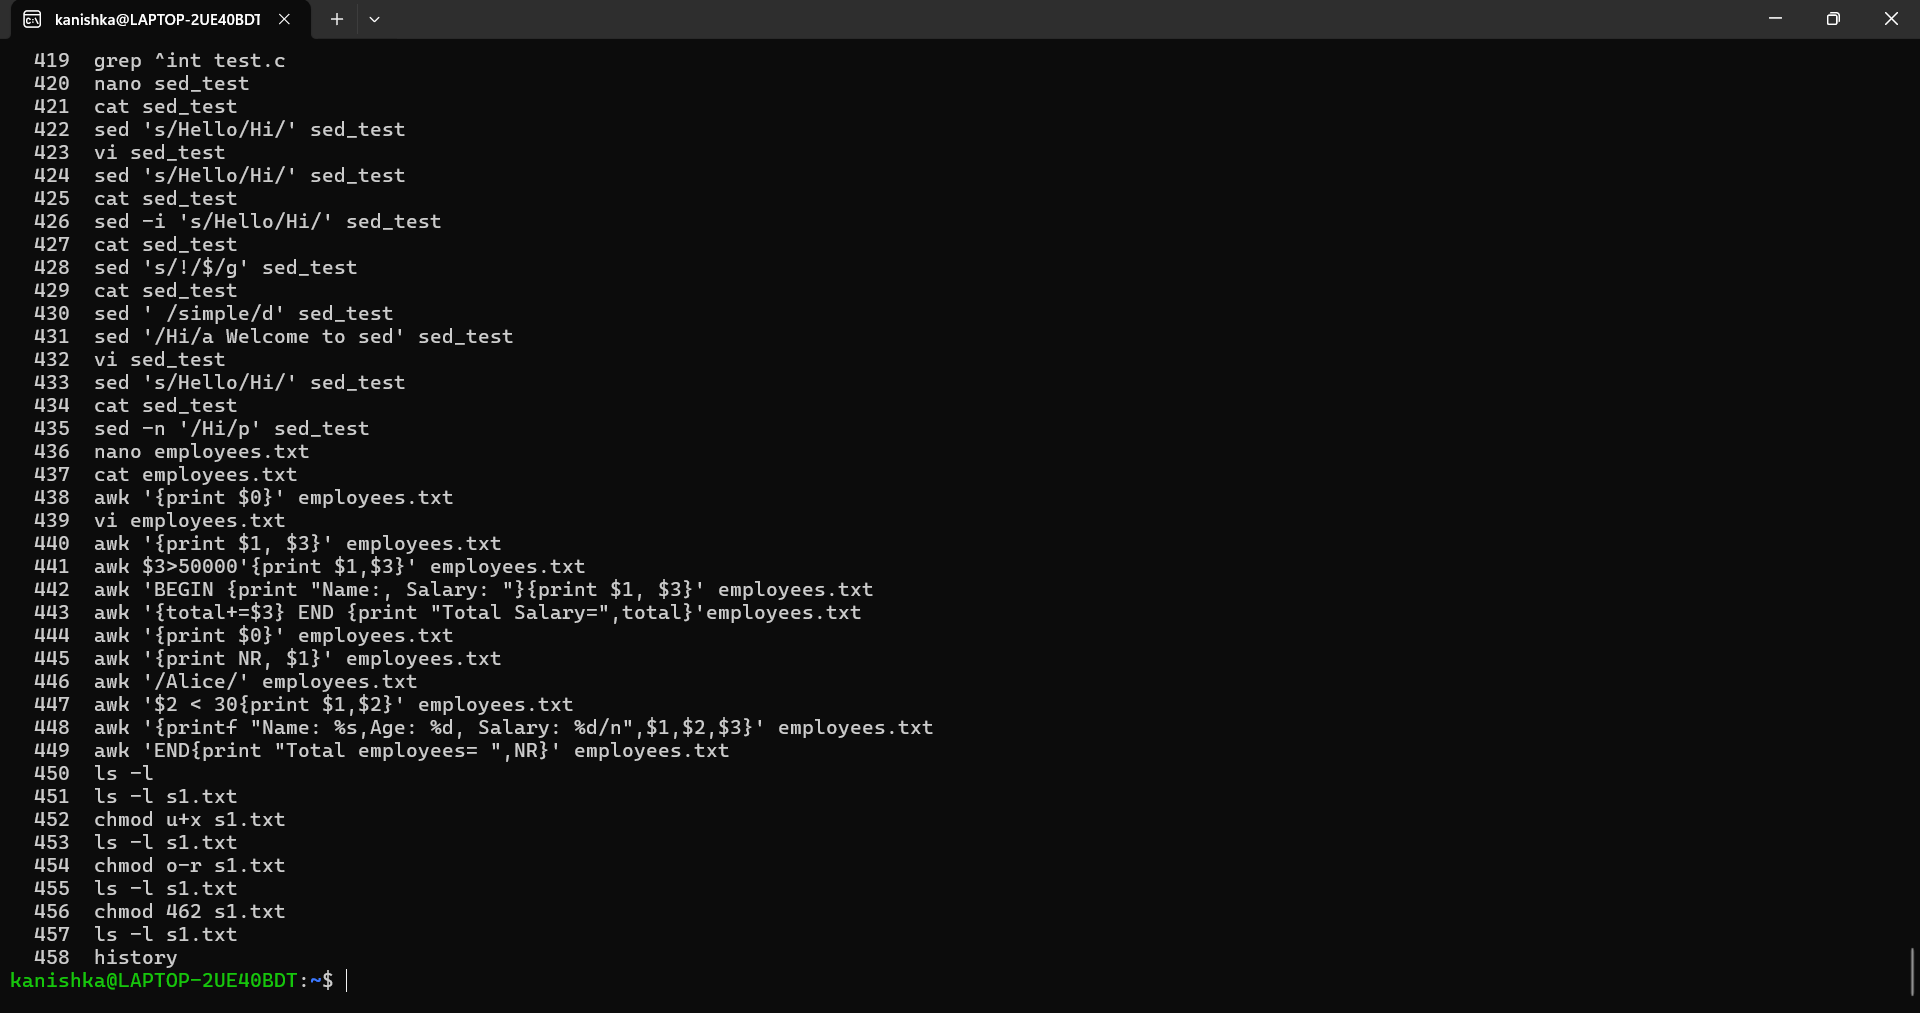 kanishka@LAPTOP-2UE40BDT
419 grep ^int test.c
420 nano sed_test
421 cat sed_test
422 sed 's/Hello/Hi/' sed_test
423 vi sed_test
424 sed 's/Hello/Hi/' sed_test
425 cat sed_test
426 sed -i 's/Hello/Hi/' sed_test
427 cat sed_test
428 sed 's/!/$/g' sed_test
429 cat sed_test
430 sed ' /simple/d' sed_test
431 sed '/Hi/a Welcome to sed' sed_test
432 vi sed_test
433 sed 's/Hello/Hi/' sed_test
434 cat sed_test
435 sed -n '/Hi/p' sed_test
436 nano employees.txt
437 cat employees.txt
438 awk '{print $0}' employees.txt
439 vi employees.txt
440 awk '{print $1, $3}' employees.txt
441 awk $3>50000'{print $1,$3}' employees.txt
442 awk 'BEGIN {print "Name:, Salary: "}{print $1, $3}' employees.txt
443 awk '{total+=$3} END {print "Total Salary=",total}'employees.txt
444 awk '{print $0}' employees.txt
445 awk '{print NR, $1}' employees.txt
446 awk '/Alice/' employees.txt
447 awk '$2 < 30{print $1,$2}' employees.txt
448 awk '{printf "Name: %s,Age: %d, Salary: %d/n",$1,$2,$3}' employees.txt
449 awk 'END{print "Total employees= ",NR}' employees.txt
450 ls -l
451 ls -l s1.txt
452 chmod u+x s1.txt
453 ls -l s1.txt
454 chmod o-r s1.txt
455 ls -l s1.txt
456 chmod 462 s1.txt
457 ls -l s1.txt
458 history
kanishka@LAPTOP-2UE40BDT:~$